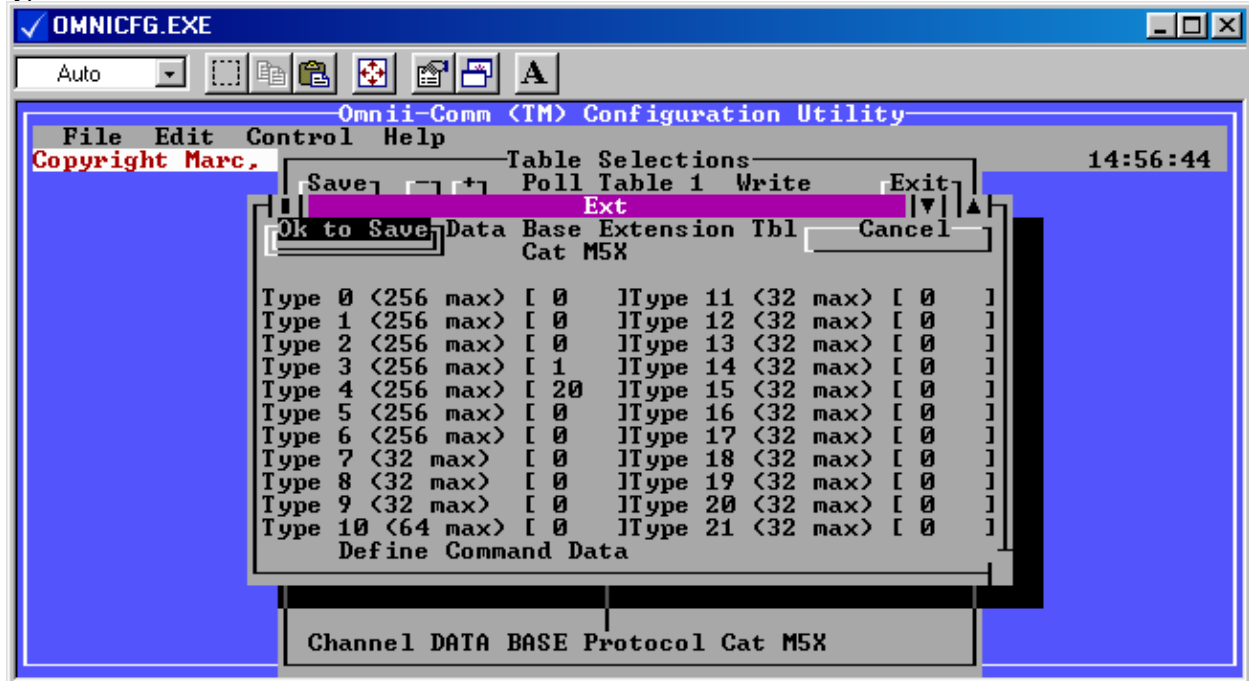 OMNICFG.EXE
Auto
A
Omnii-Comm (TM) Configuration Utility
File Edit Control Help
Copyright Marc,
Table Selections
14:56:44
Save - + Poll Table 1 Write Exit
Ext
Ok to Save Data Base Extension Tbl Cancel
Cat M5X
Type 0 (256 max) [ 0 ]Type 11 (32 max) [ 0 ]
Type 1 (256 max) [ 0 ]Type 12 (32 max) [ 0 ]
Type 2 (256 max) [ 0 ]Type 13 (32 max) [ 0 ]
Type 3 (256 max) [ 1 ]Type 14 (32 max) [ 0 ]
Type 4 (256 max) [ 20 ]Type 15 (32 max) [ 0 ]
Type 5 (256 max) [ 0 ]Type 16 (32 max) [ 0 ]
Type 6 (256 max) [ 0 ]Type 17 (32 max) [ 0 ]
Type 7 (32 max) [ 0 ]Type 18 (32 max) [ 0 ]
Type 8 (32 max) [ 0 ]Type 19 (32 max) [ 0 ]
Type 9 (32 max) [ 0 ]Type 20 (32 max) [ 0 ]
Type 10 (64 max) [ 0 ]Type 21 (32 max) [ 0 ]
Define Command Data
Channel DATA BASE Protocol Cat M5X